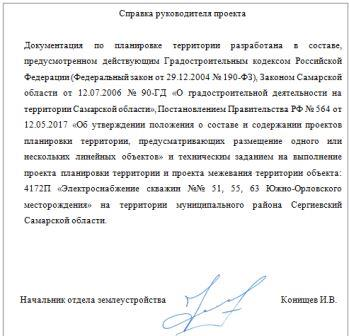 Справка руководителя проекта
Документация по планировке территории разработана в составе,
предусмотренном действующим Градостроительным кодексом Российской
Федерации (Федеральный закон от 29.12.2004 № 190-ФЗ), Законом Самарской
области от 12.07.2006 № 90-ГД «О градостроительной деятельности на
территории Самарской области», Постановлением Правительства РФ № 564 от
12.05.2017 «Об утверждении положения о составе и содержании проектов
планировки территории, предусматривающих размещение одного или
нескольких линейных объектов» и техническим заданием на выполнение
проекта планировки территории и проекта межевания территории объекта:
4172П «Электроснабжение скважин №№ 51, 55, 63 Южно-Орловского
месторождения» на территории муниципального района Сергиевский
Самарской области.
Начальник отдела землеустройства Конищев И.В.